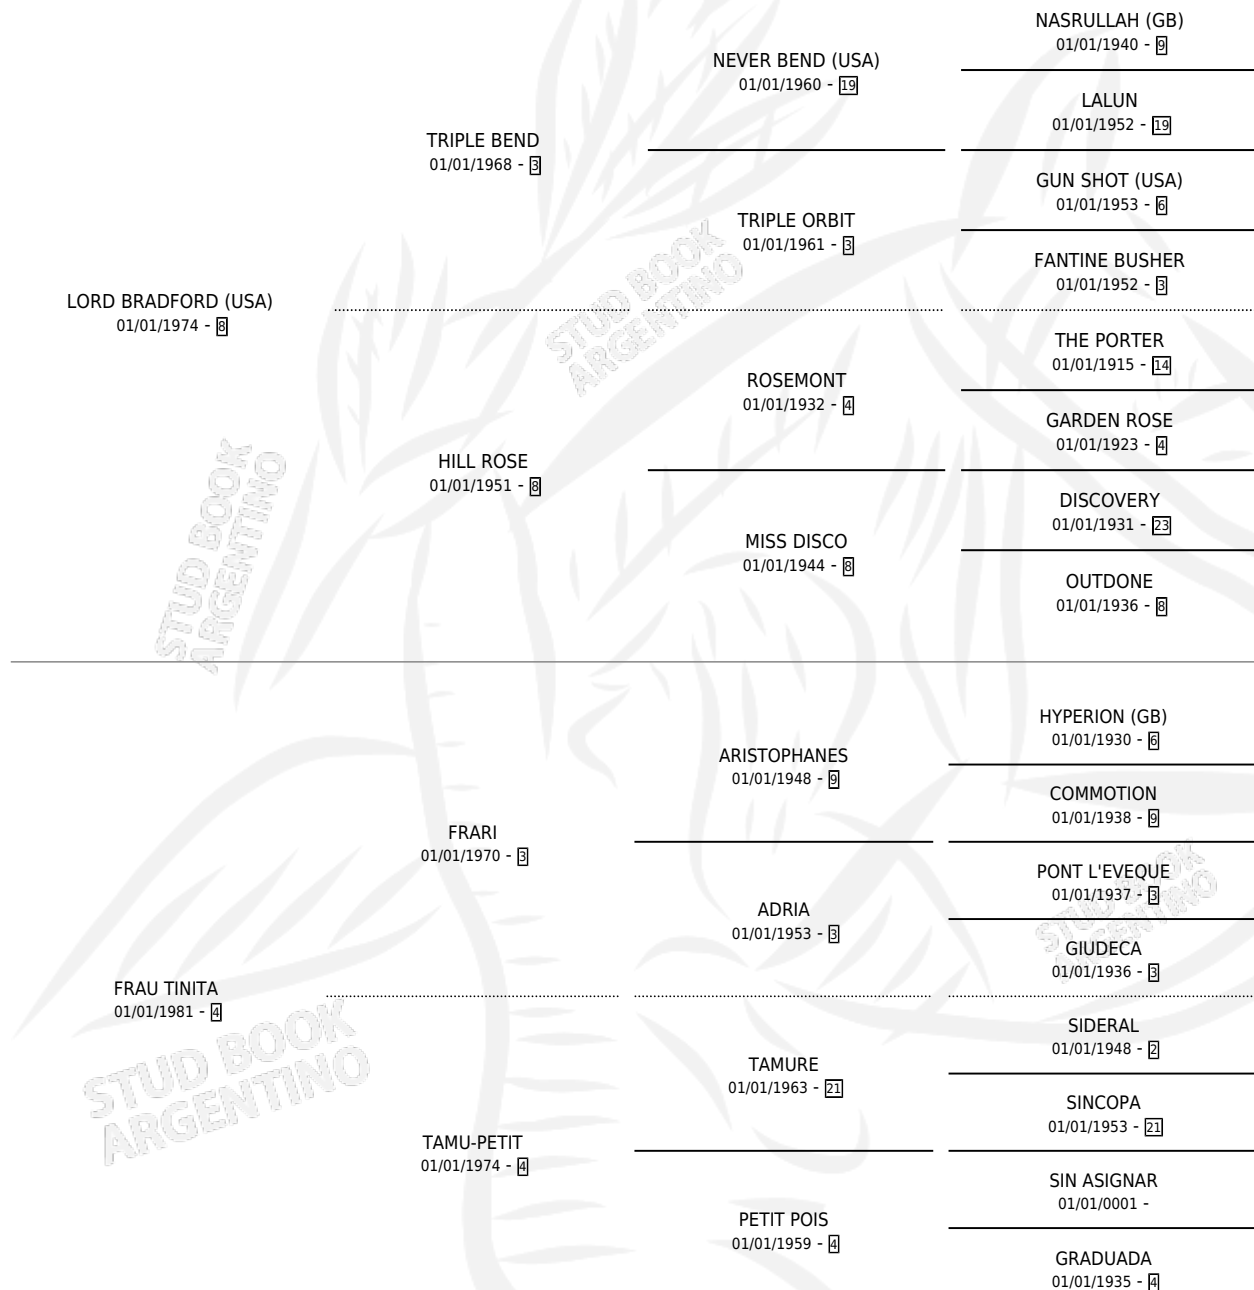 NASRULLAH (GB)
01/01/1940 - 9
NEVER BEND (USA)
01/01/1960 - 19
LALUN
01/01/1952 - 19
TRIPLE BEND
01/01/1968 - 3
GUN SHOT (USA)
01/01/1953 - 6
TRIPLE ORBIT
01/01/1961 - 3
FANTINE BUSHER
01/01/1952 - 3
LORD BRADFORD (USA)
01/01/1974 - 8
THE PORTER
01/01/1915 - 14
ROSEMONT
01/01/1932 - 4
GARDEN ROSE
01/01/1923 - 4
HILL ROSE
01/01/1951 - 8
DISCOVERY
01/01/1931 - 23
MISS DISCO
01/01/1944 - 8
OUTDONE
01/01/1936 - 8
STUD BOOK
ARGENTINO
STUD BOOK
ARGENTINO
HYPERION (GB)
01/01/1930 - 6
ARISTOPHANES
01/01/1948 - 9
COMMOTION
01/01/1938 - 9
FRARI
01/01/1970 - 3
PONT L'EVEQUE
01/01/1937 - 3
ADRIA
01/01/1953 - 3
GIUDECA
01/01/1936 - 3
STUD BOOK
ARGENTINO
FRAU TINITA
01/01/1981 - 4
SIDERAL
01/01/1948 - 2
TAMURE
01/01/1963 - 21
SINCOPA
01/01/1953 - 21
STUD BOOK
ARGENTINO
TAMU-PETIT
01/01/1974 - 4
SIN ASIGNAR
01/01/0001 -
PETIT POIS
01/01/1959 - 4
GRADUADA
01/01/1935 - 4